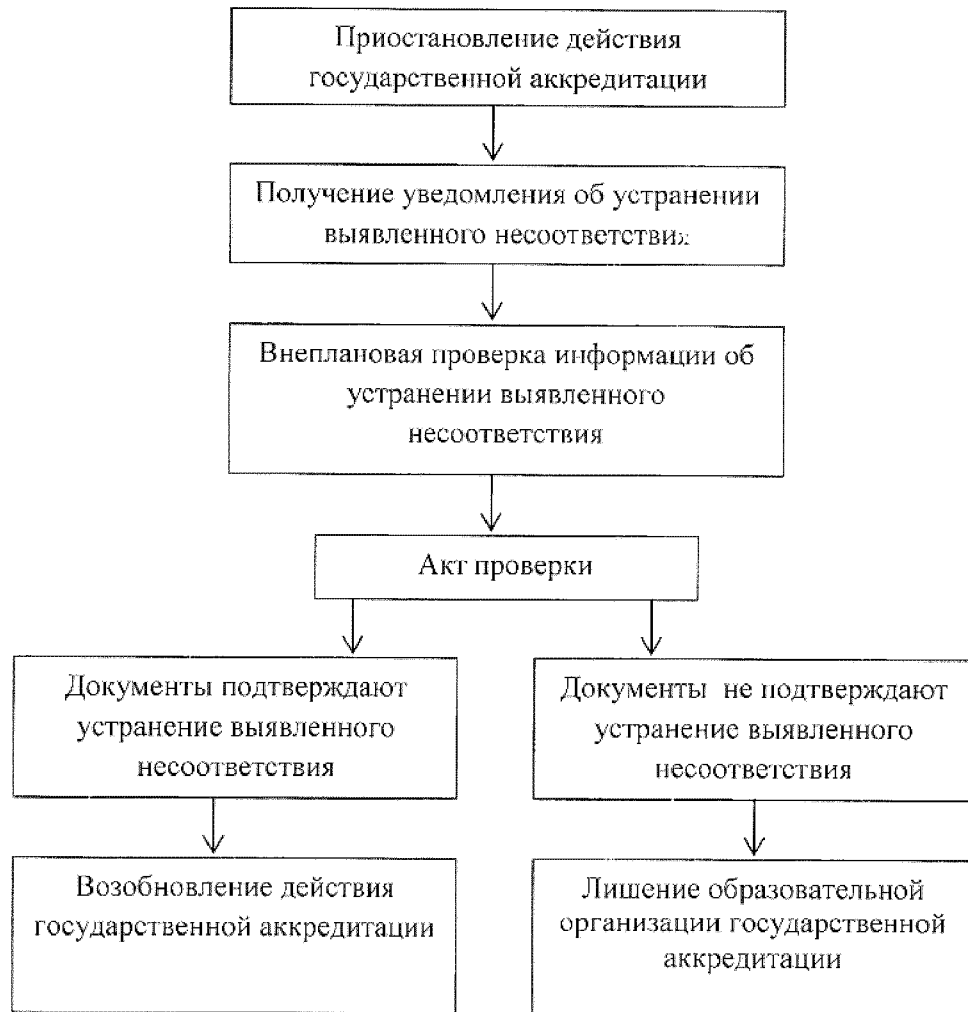 Приостановление действия
государственной аккредитации
Получение уведомления об устранении
выявленного несоответствия
Внеплановая проверка информации об
устранении выявленного
несоответствия
Акт проверки
Документы подтверждают
устранение выявленного
несоответствия
Документы не подтверждают
устранение выявленного
несоответствия
Возобновление действия
государственной аккредитации
Лишение образовательной
организации государственной
аккредитации